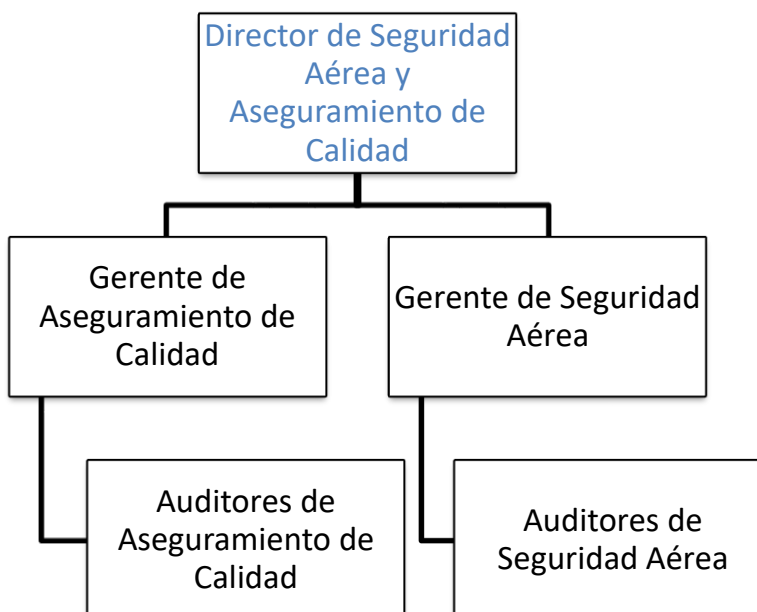 Director de Seguridad
Aérea y
Aseguramiento de
Calidad
Gerente de
Aseguramiento de
Calidad
Gerente de Seguridad
Aérea
Auditores de
Aseguramiento de
Calidad
Auditores de
Seguridad Aérea